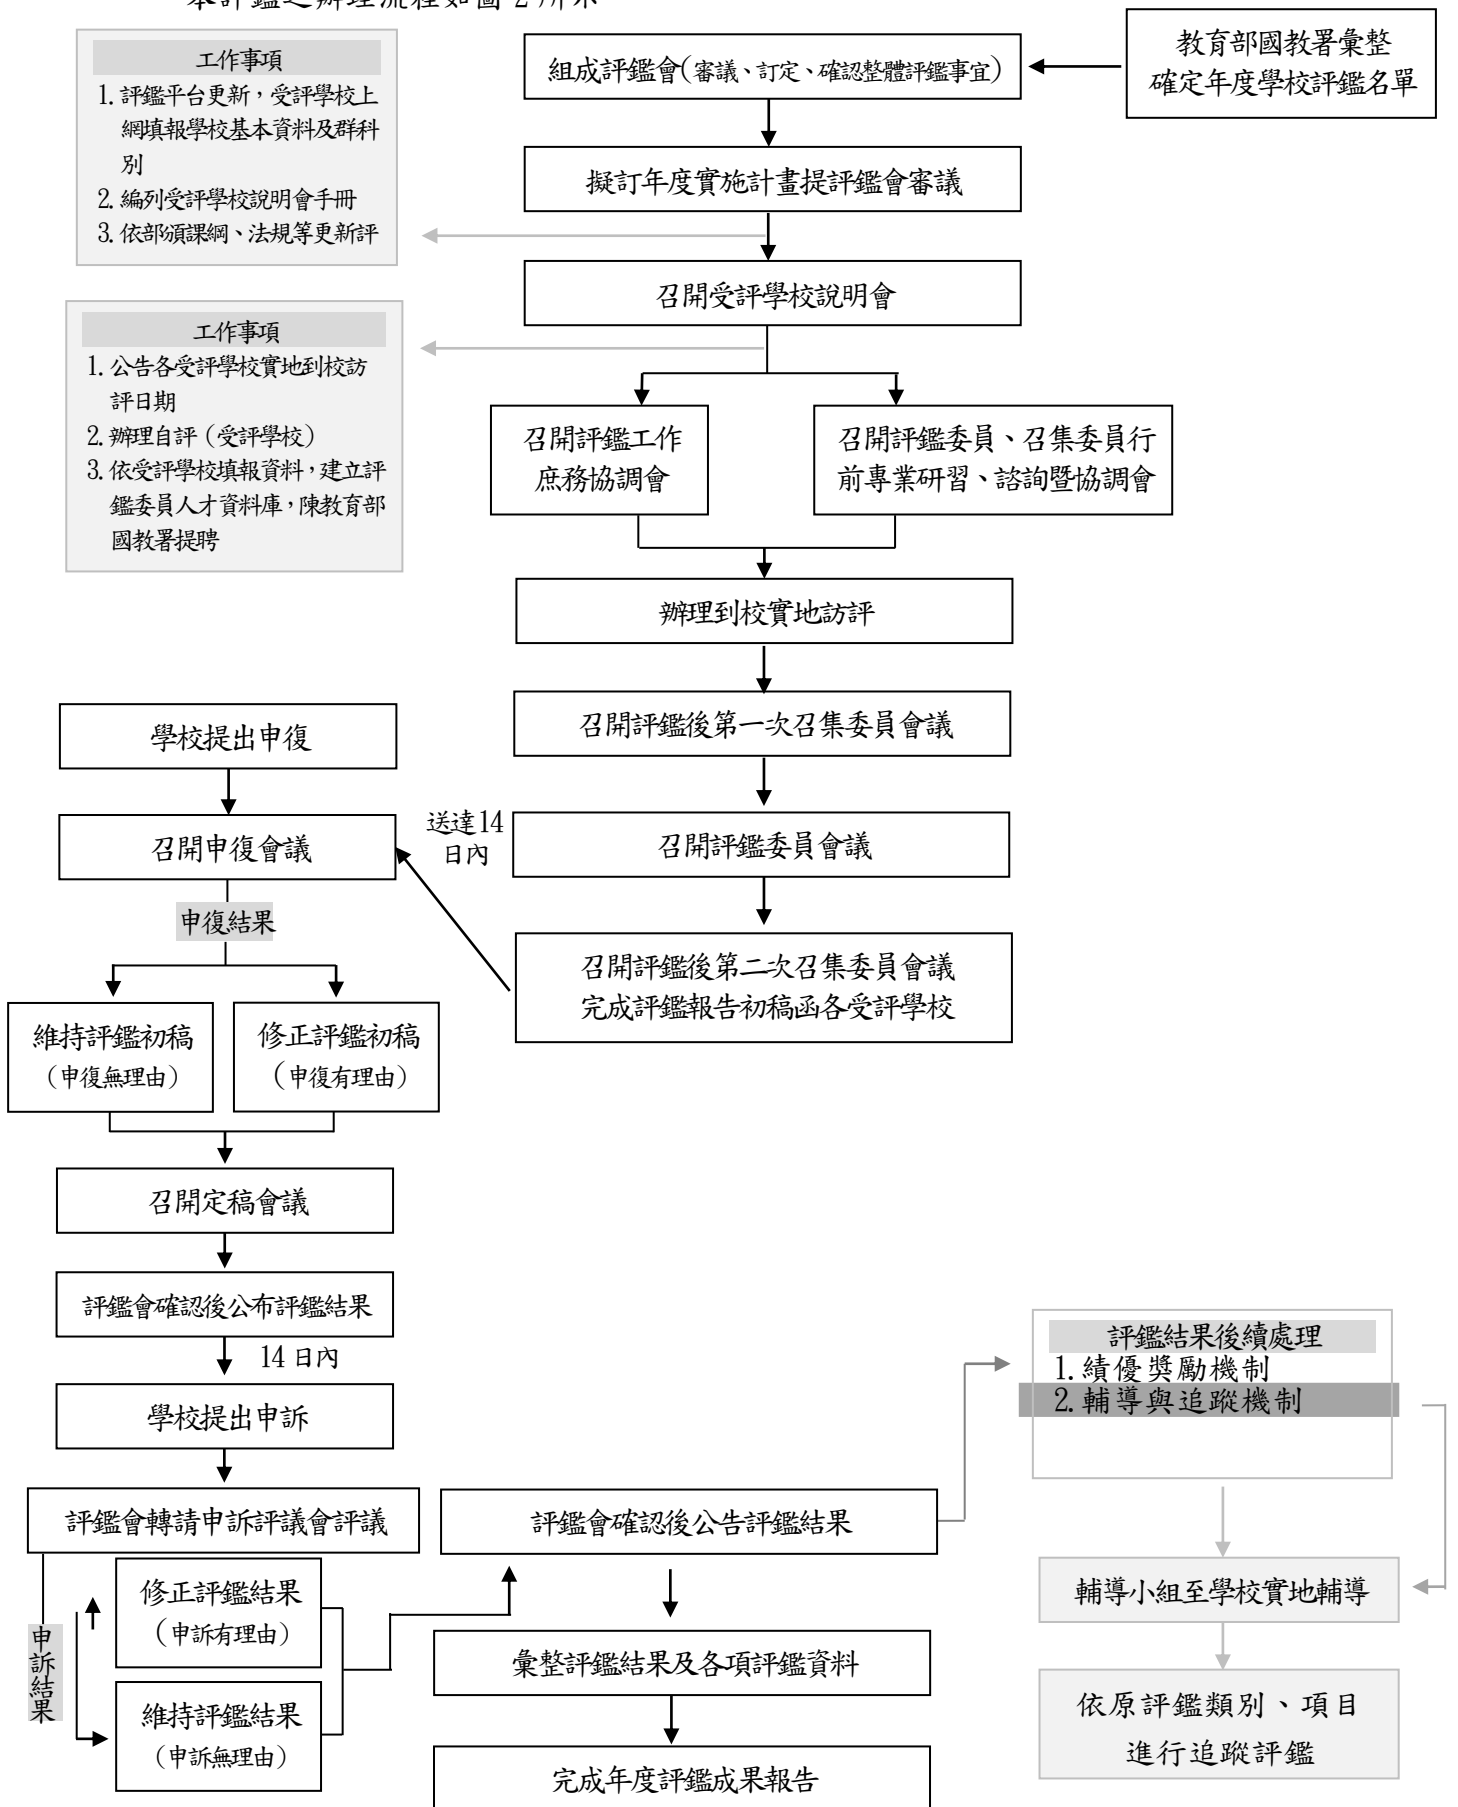 本評鑑之辦理流程如圖 2 所示
教育部國教署彙整
確定年度學校評鑑名單
組成評鑑會(審議、訂定、確認整體評鑑事宜)
擬訂年度實施計畫提評鑑會審議
工作事項
1. 評鑑平台更新，受評學校上
網填報學校基本資料及群科
別
2. 編列受評學校說明會手冊
3. 依部頒課綱、法規等更新評
召開受評學校說明會
工作事項
1. 公告各受評學校實地到校訪
評日期
2. 辦理自評（受評學校）
3. 依受評學校填報資料，建立評
鑑委員人才資料庫，陳教育部
國教署提聘
召開評鑑工作
庶務協調會
召開評鑑委員、召集委員行
前專業研習、諮詢暨協調會
辦理到校實地訪評
召開評鑑後第一次召集委員會議
召開評鑑委員會議
召開評鑑後第二次召集委員會議
完成評鑑報告初稿函各受評學校
送達14
日內
學校提出申復
召開申復會議
申復結果
維持評鑑初稿
（申復無理由）
修正評鑑初稿
（申復有理由）
召開定稿會議
評鑑會確認後公布評鑑結果
14 日內
學校提出申訴
評鑑會轉請申訴評議會評議
申訴結果
修正評鑑結果
（申訴有理由）
維持評鑑結果
（申訴無理由）
評鑑會確認後公告評鑑結果
彙整評鑑結果及各項評鑑資料
完成年度評鑑成果報告
評鑑結果後續處理
1. 績優獎勵機制
2. 輔導與追蹤機制
輔導小組至學校實地輔導
依原評鑑類別、項目
進行追蹤評鑑